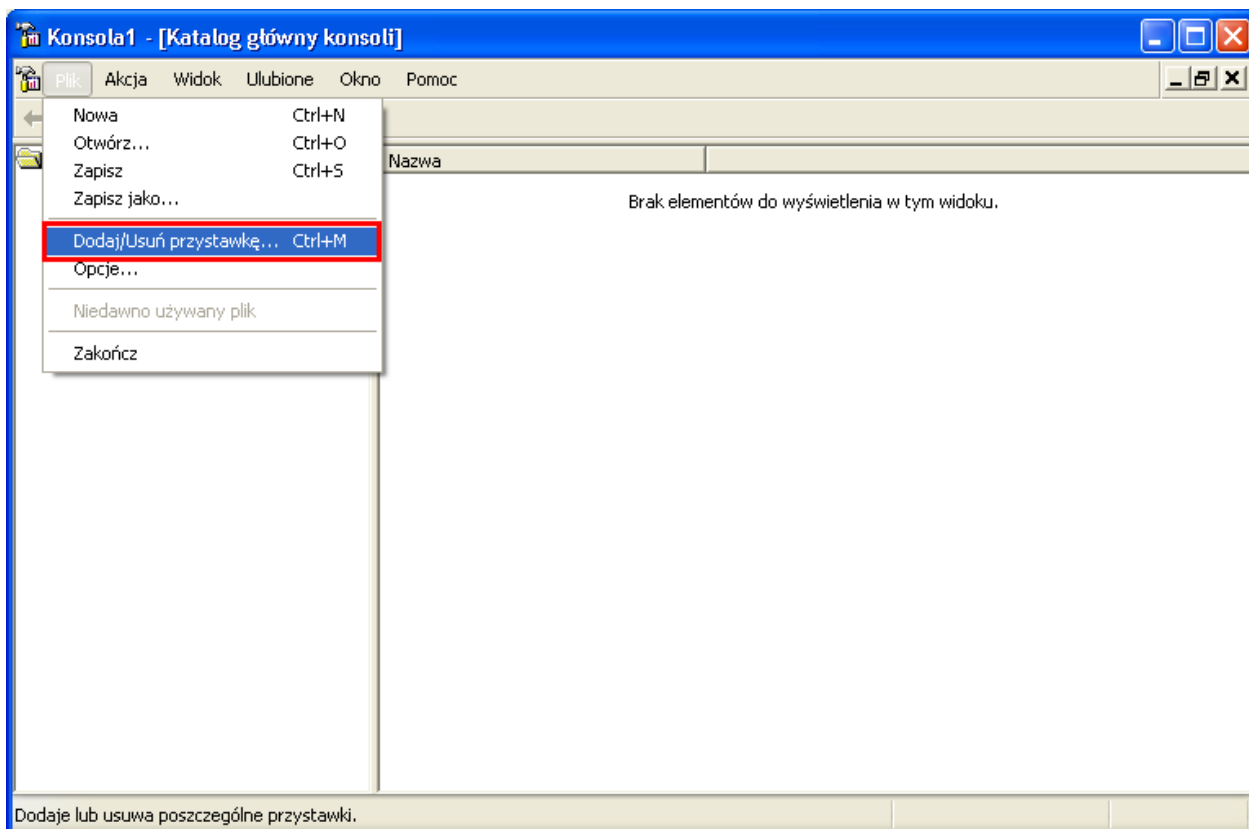 Konsola1 - [Katalog główny konsoli]
Plik Akcja Widok Ulubione Okno Pomoc
Nowa Ctrl+N
Otwórz... Ctrl+O
Zapisz Ctrl+S
Zapisz jako...
Dodaj/Usuń przystawkę... Ctrl+M
Opcje...
Niedawno używany plik
Zakończ
Nazwa
Brak elementów do wyświetlenia w tym widoku.
Dodaje lub usuwa poszczególne przystawki.